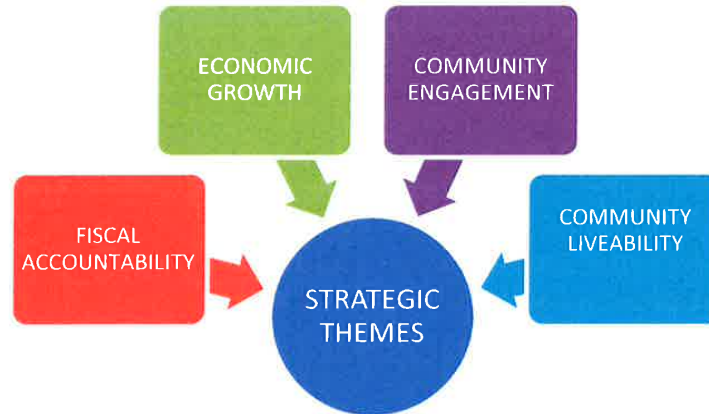 ECONOMIC
GROWTH
COMMUNITY
ENGAGEMENT
FISCAL
ACCOUNTABILITY
COMMUNITY
LIVEABILITY
STRATEGIC
THEMES